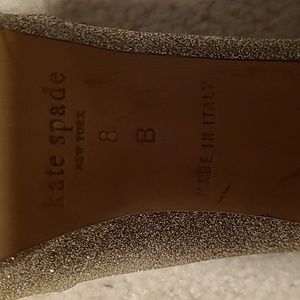 kate spade
NEW YORK
8
B
MADE IN ITALY